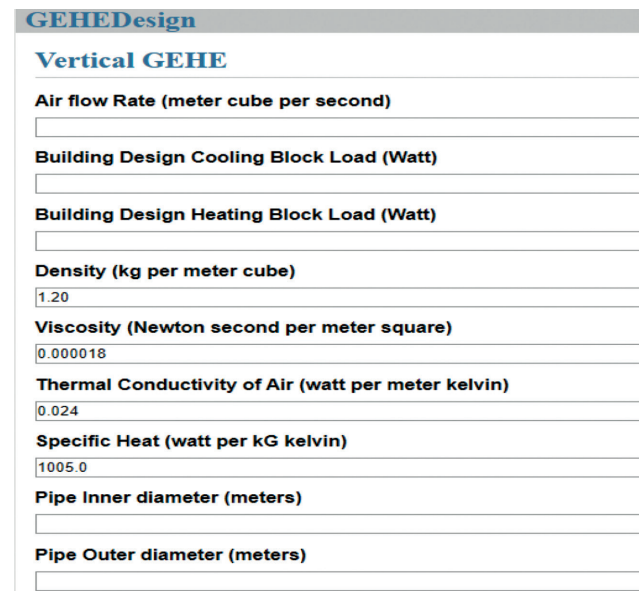 GEHEDesign
Vertical GEHE
Air flow Rate (meter cube per second)
Building Design Cooling Block Load (Watt)
Building Design Heating Block Load (Watt)
Density (kg per meter cube)
1.20
Viscosity (Newton second per meter square)
0.000018
Thermal Conductivity of Air (watt per meter kelvin)
0.024
Specific Heat (watt per kG kelvin)
1005.0
Pipe Inner diameter (meters)
Pipe Outer diameter (meters)